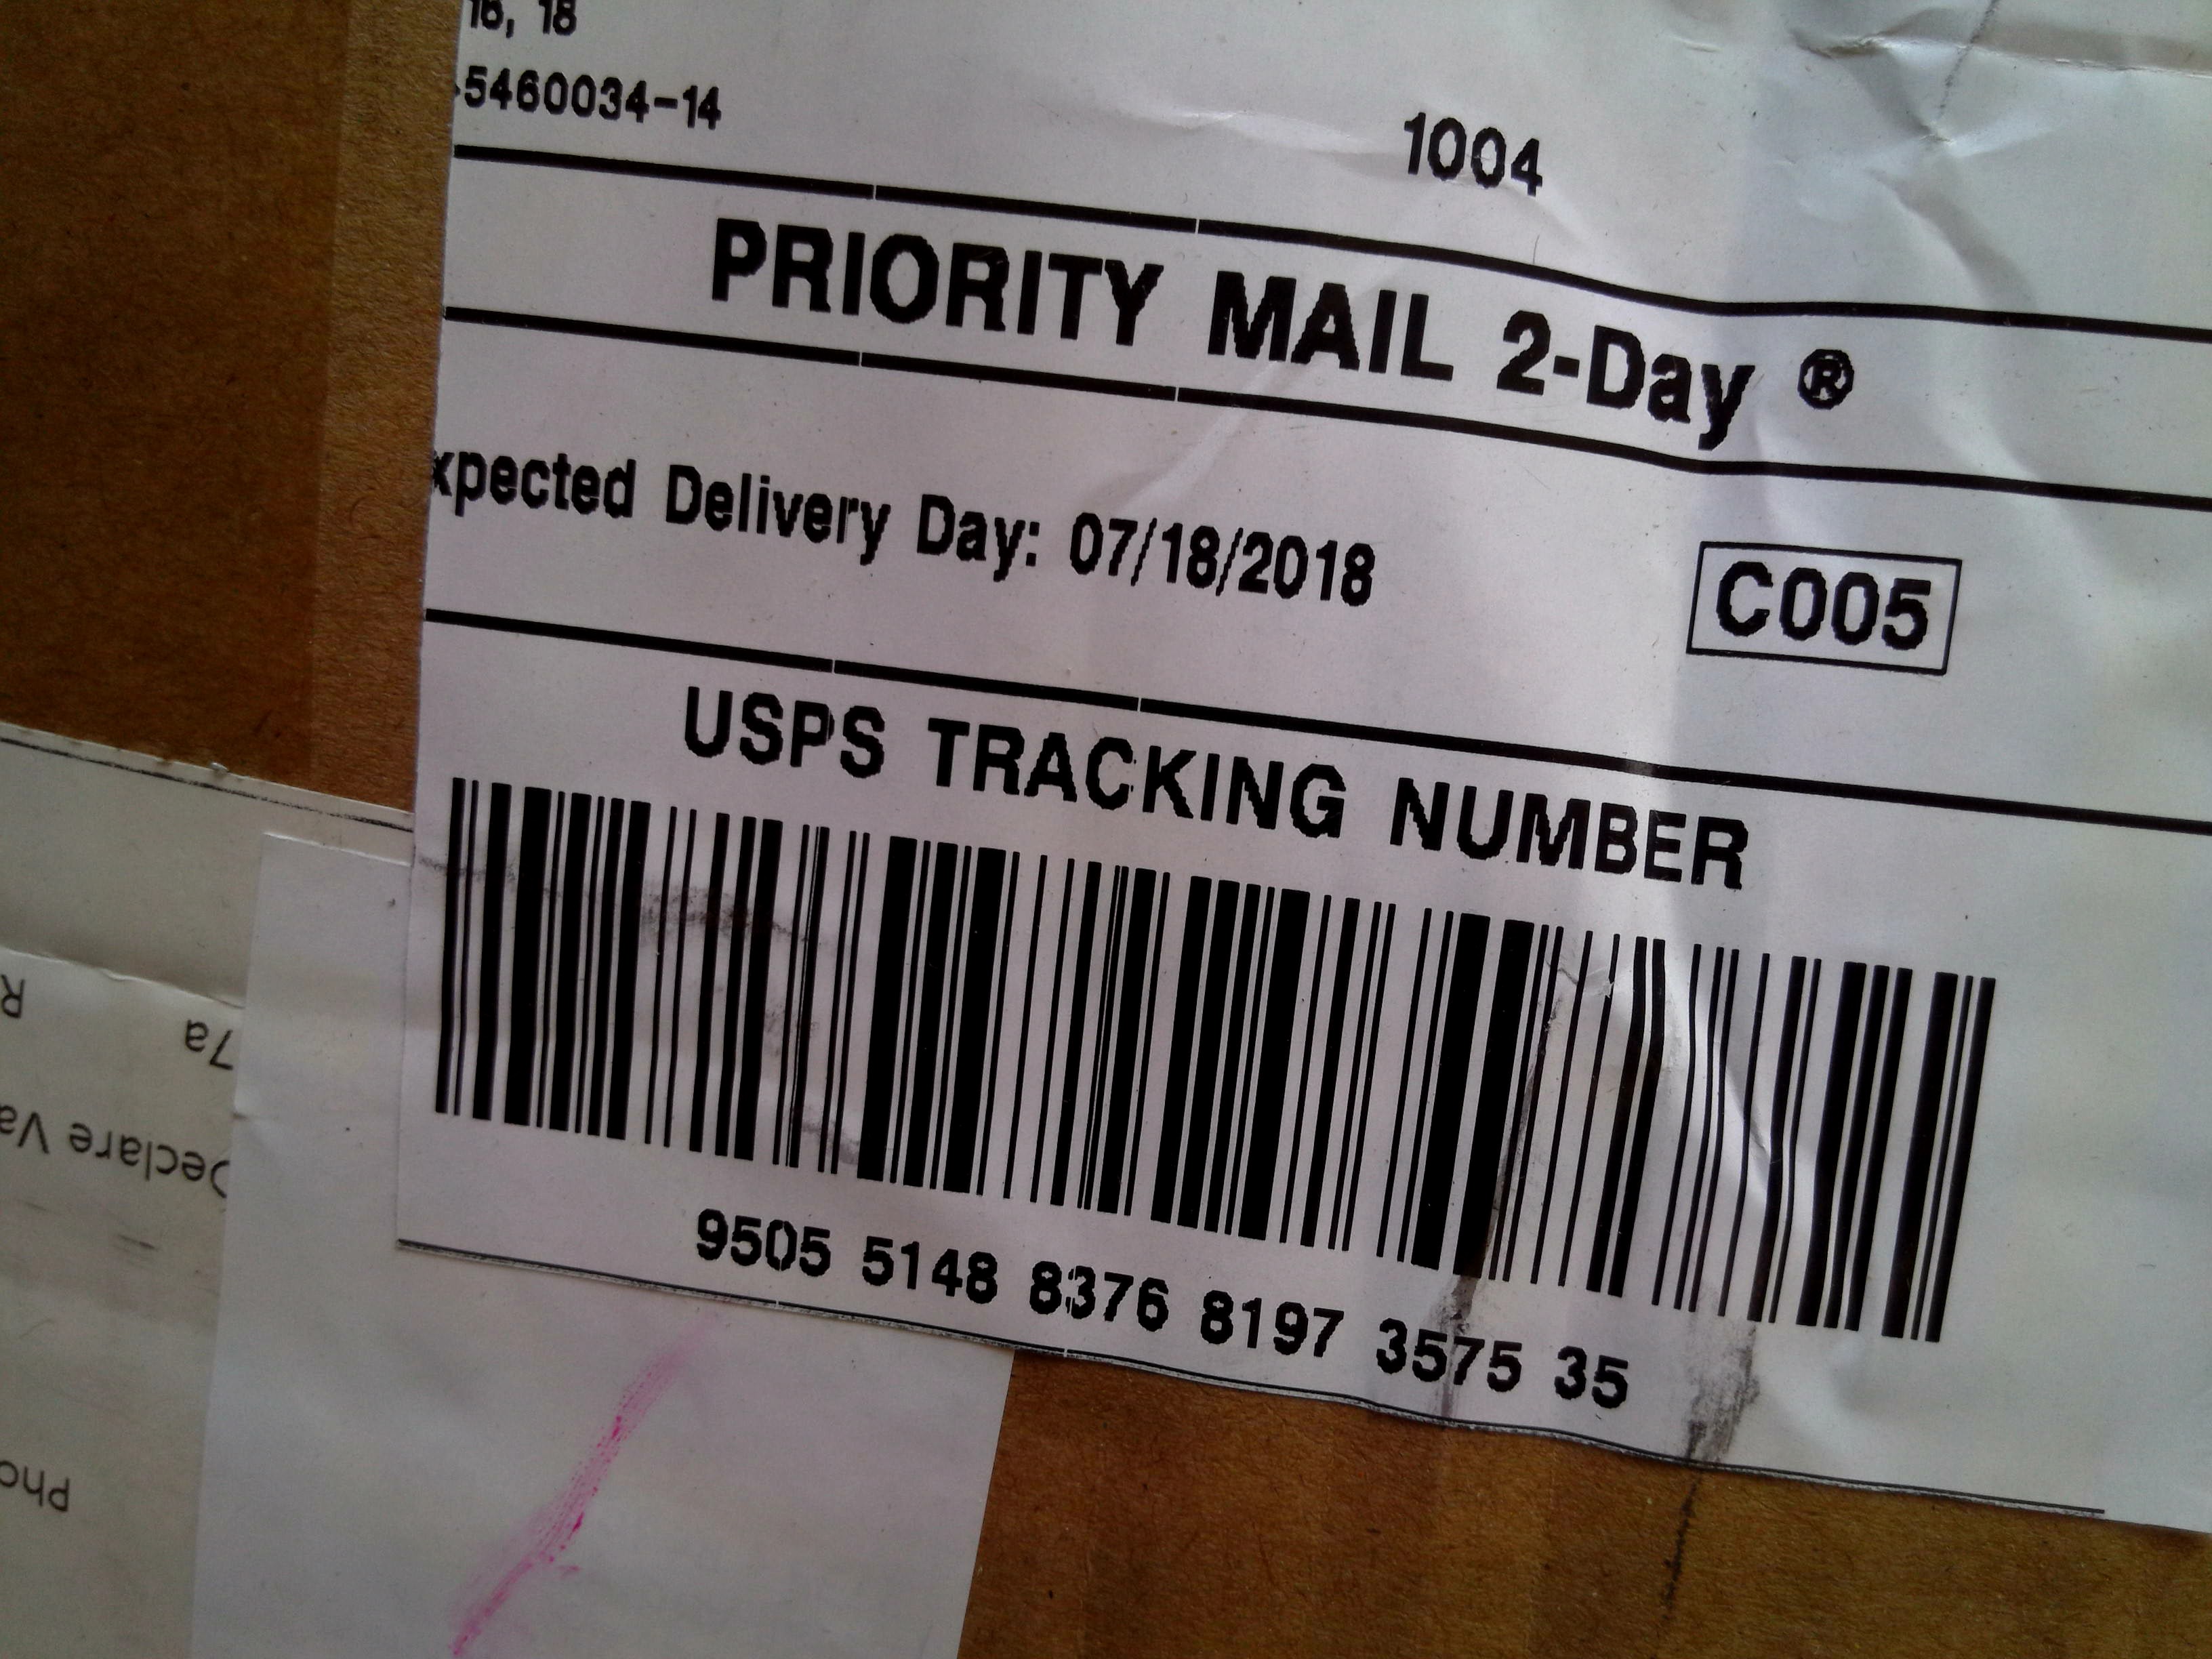 16, 18
5460034-14
1004
PRIORITY MAIL 2-Day ®
xpected Delivery Day: 07/18/2018
C005
USPS TRACKING NUMBER
9505 5148 8376 8197 3575 35
R
7a
Declare Va
Pho